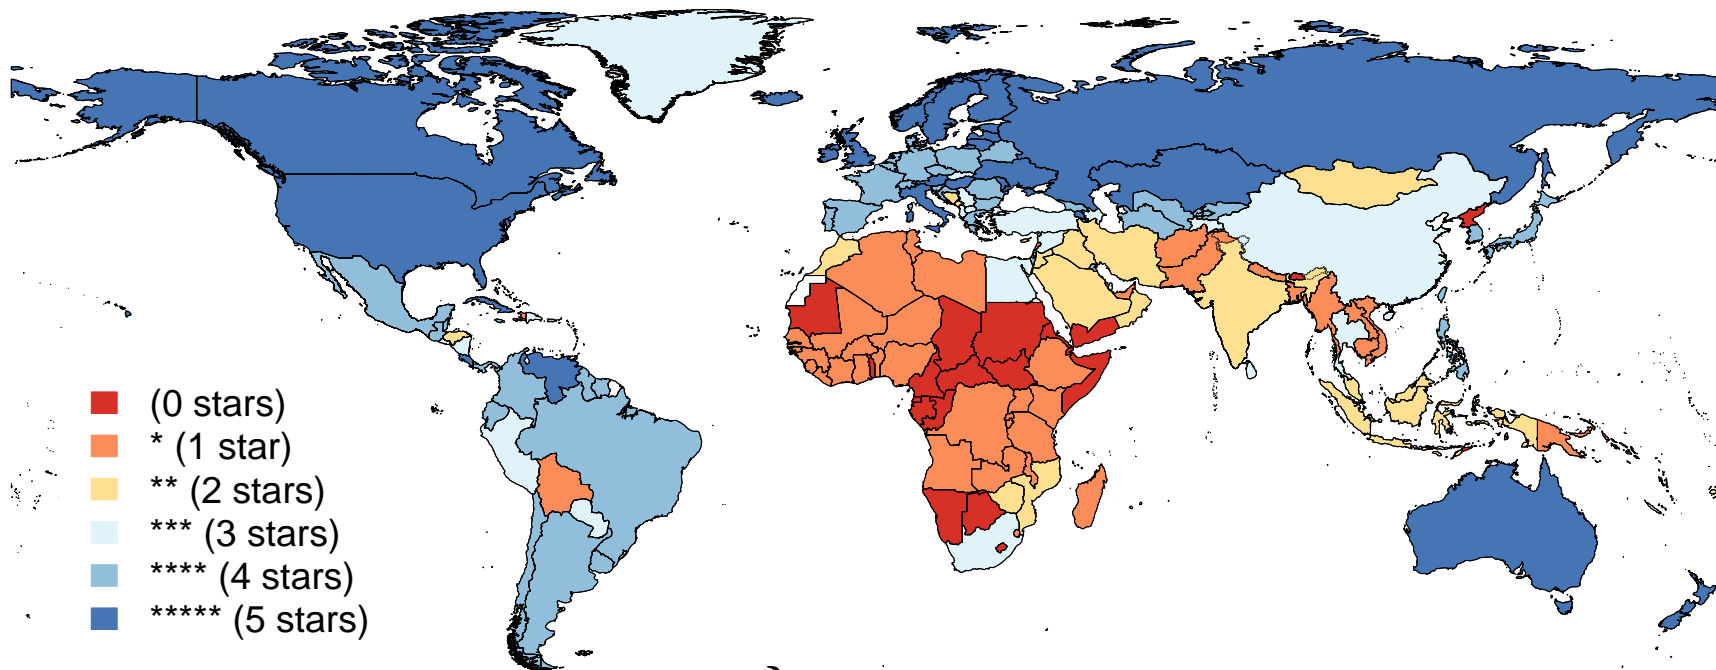 (0 stars)
* (1 star)
** (2 stars)
*** (3 stars)
**** (4 stars)
***** (5 stars)